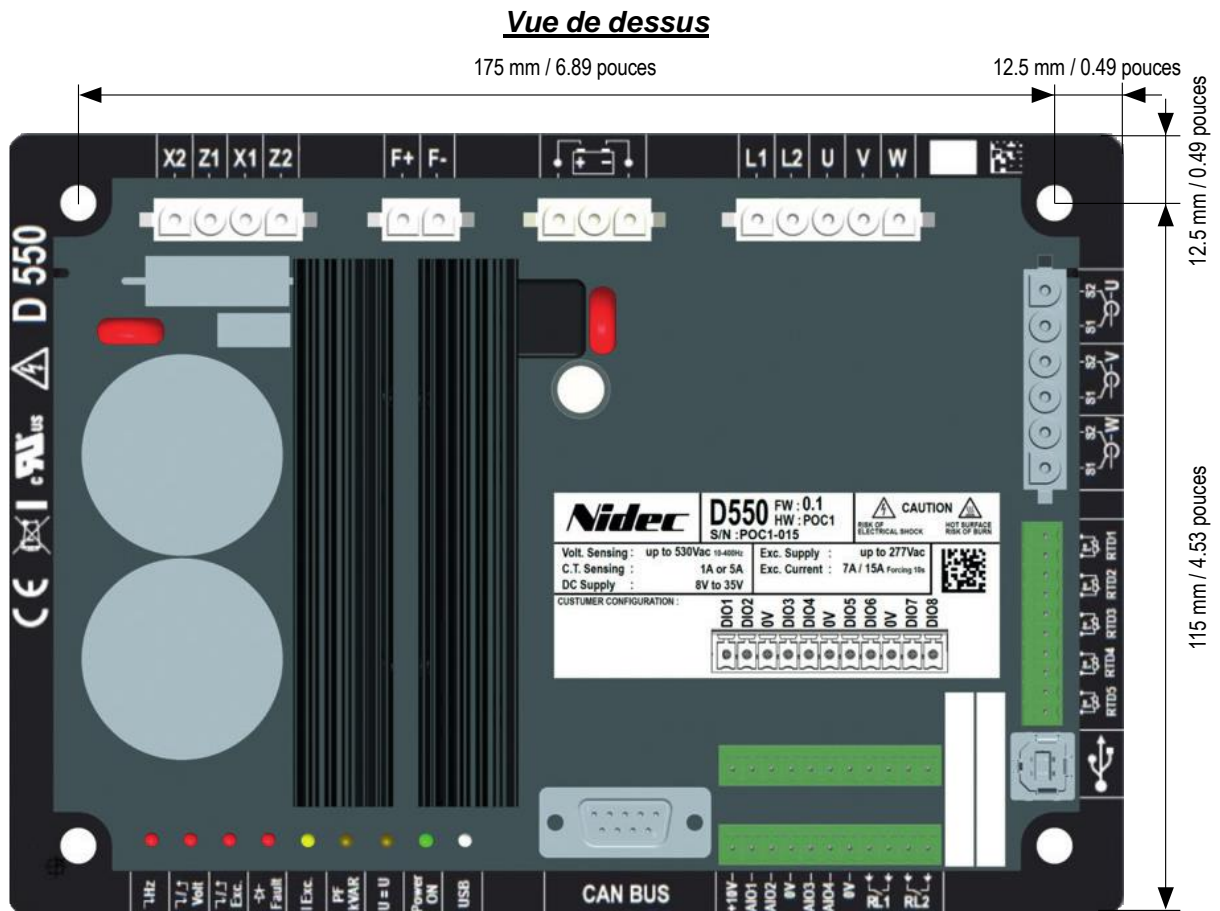 Vue de dessus
175 mm / 6.89 pouces
12.5 mm / 0.49 pouces
12.5 mm / 0.49 pouces
115 mm / 4.53 pouces
X2 Z1 X1 Z2
F+ F-
+ -
L1 L2 U V W
D 550
c RU us
CE
S2 U
S1
S2 V
S1
S2 W
S1
Nidec
D550 FW : 0.1
HW : POC1
S/N : POC1-015
CAUTION
RISK OF ELECTRICAL SHOCK
HOT SURFACE RISK OF BURN
Volt. Sensing : up to 530Vac 10-400Hz
C.T. Sensing : 1A or 5A
DC Supply : 8V to 35V
Exc. Supply : up to 277Vac
Exc. Current : 7A / 15A Forcing 10s
CUSTUMER CONFIGURATION :
DIO1 DIO2 0V DIO3 DIO4 0V DIO5 DIO6 0V DIO7 DIO8
RTD1
RTD2
RTD3
RTD4
RTD5
Hz
Volt
Exc.
Fault
I Exc.
PF kVAR
U = U
Power ON
USB
CAN BUS
+10V AIO1 AIO2 0V AIO3 AIO4 0V RL1 RL2